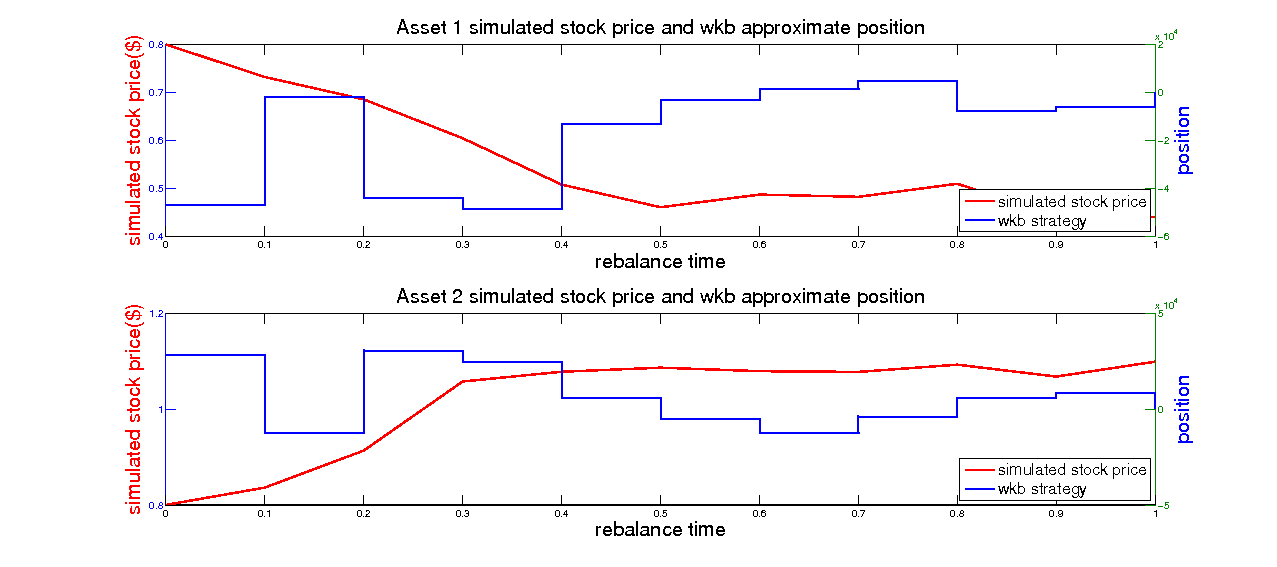 Asset 1 simulated stock price and wkb approximate position
x 10^4
simulated stock price($)
0.8
0.7
0.6
0.5
0.4
2
0
−2
−4
−6
position
simulated stock price
wkb strategy
0 0.1 0.2 0.3 0.4 0.5 0.6 0.7 0.8 0.9 1
rebalance time
Asset 2 simulated stock price and wkb approximate position
x 10^4
simulated stock price($)
1.2
1
0.8
5
0
−5
position
simulated stock price
wkb strategy
0 0.1 0.2 0.3 0.4 0.5 0.6 0.7 0.8 0.9 1
rebalance time